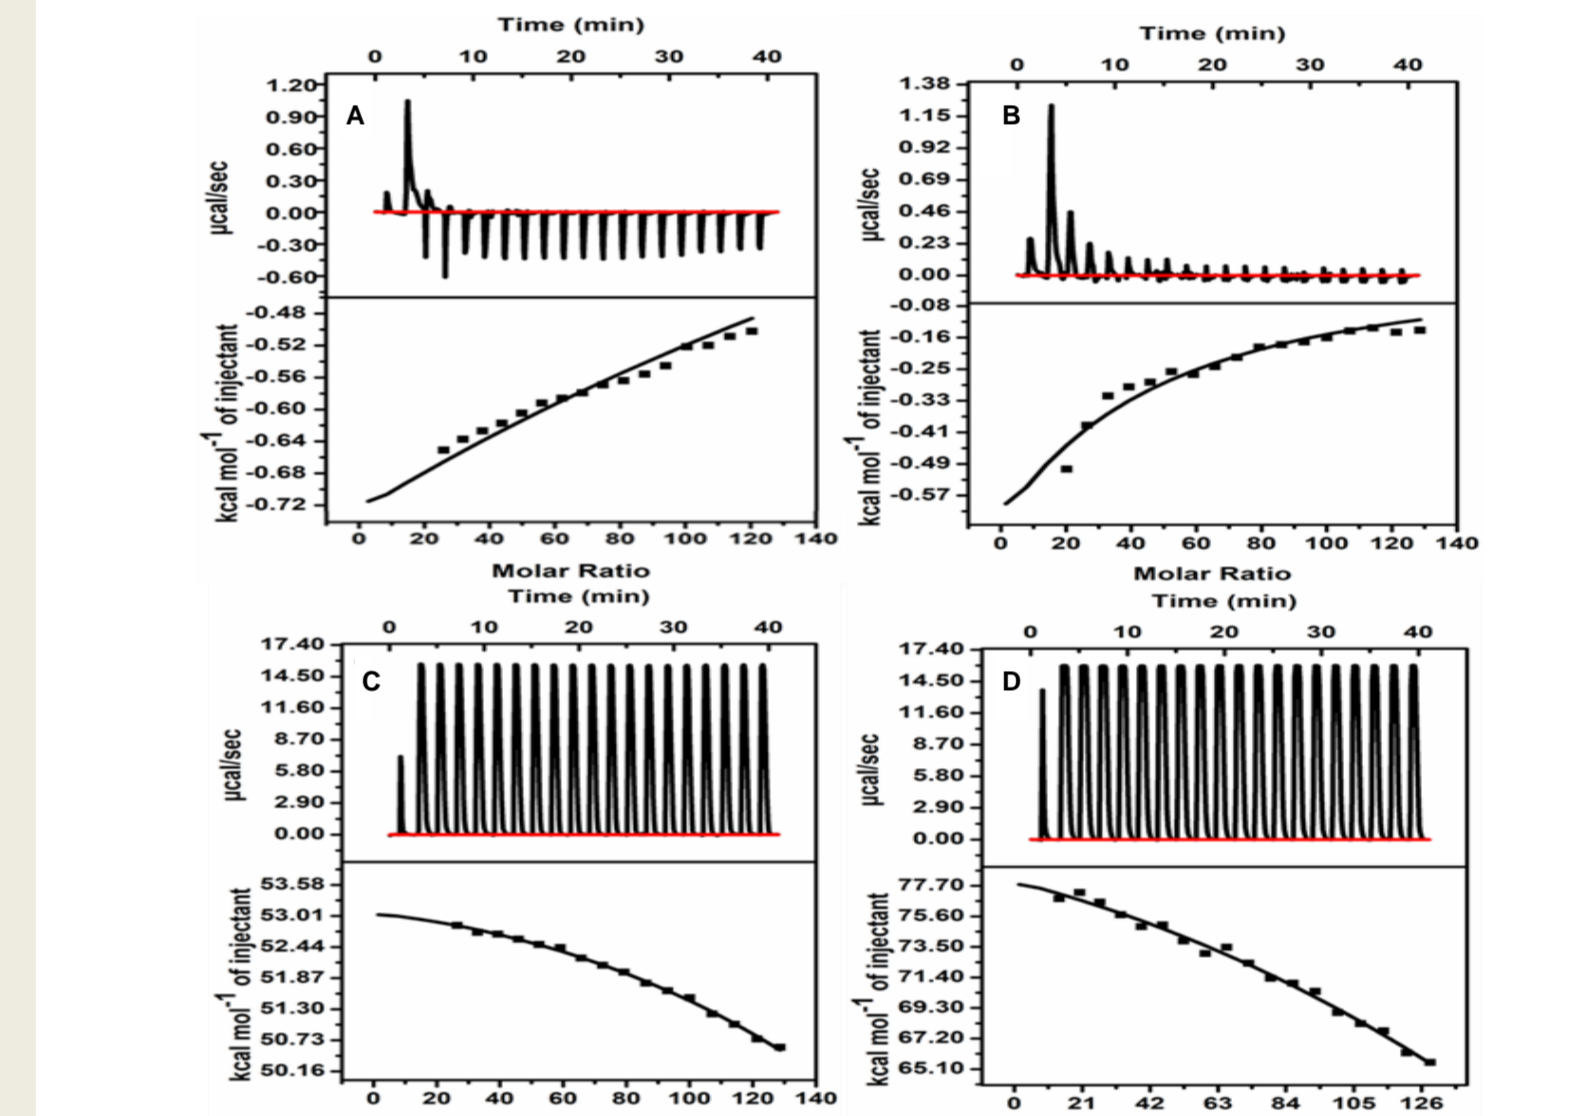 Time (min)
0 10 20 30 40
1.20
0.90
0.60
0.30
0.00
-0.30
-0.60
A
µcal/sec
-0.48
-0.52
-0.56
-0.60
-0.64
-0.68
-0.72
kcal mol⁻¹ of injectant
0 20 40 60 80 100 120 140
Molar Ratio
Time (min)
0 10 20 30 40
1.38
1.15
0.92
0.69
0.46
0.23
0.00
B
µcal/sec
-0.08
-0.16
-0.25
-0.33
-0.41
-0.49
-0.57
kcal mol⁻¹ of injectant
0 20 40 60 80 100 120 140
Molar Ratio
Time (min)
0 10 20 30 40
17.40
14.50
11.60
8.70
5.80
2.90
0.00
C
µcal/sec
53.58
53.01
52.44
51.87
51.30
50.73
50.16
kcal mol⁻¹ of injectant
0 20 40 60 80 100 120 140
Time (min)
0 10 20 30 40
17.40
14.50
11.60
8.70
5.80
2.90
0.00
D
µcal/sec
77.70
75.60
73.50
71.40
69.30
67.20
65.10
kcal mol⁻¹ of injectant
0 21 42 63 84 105 126